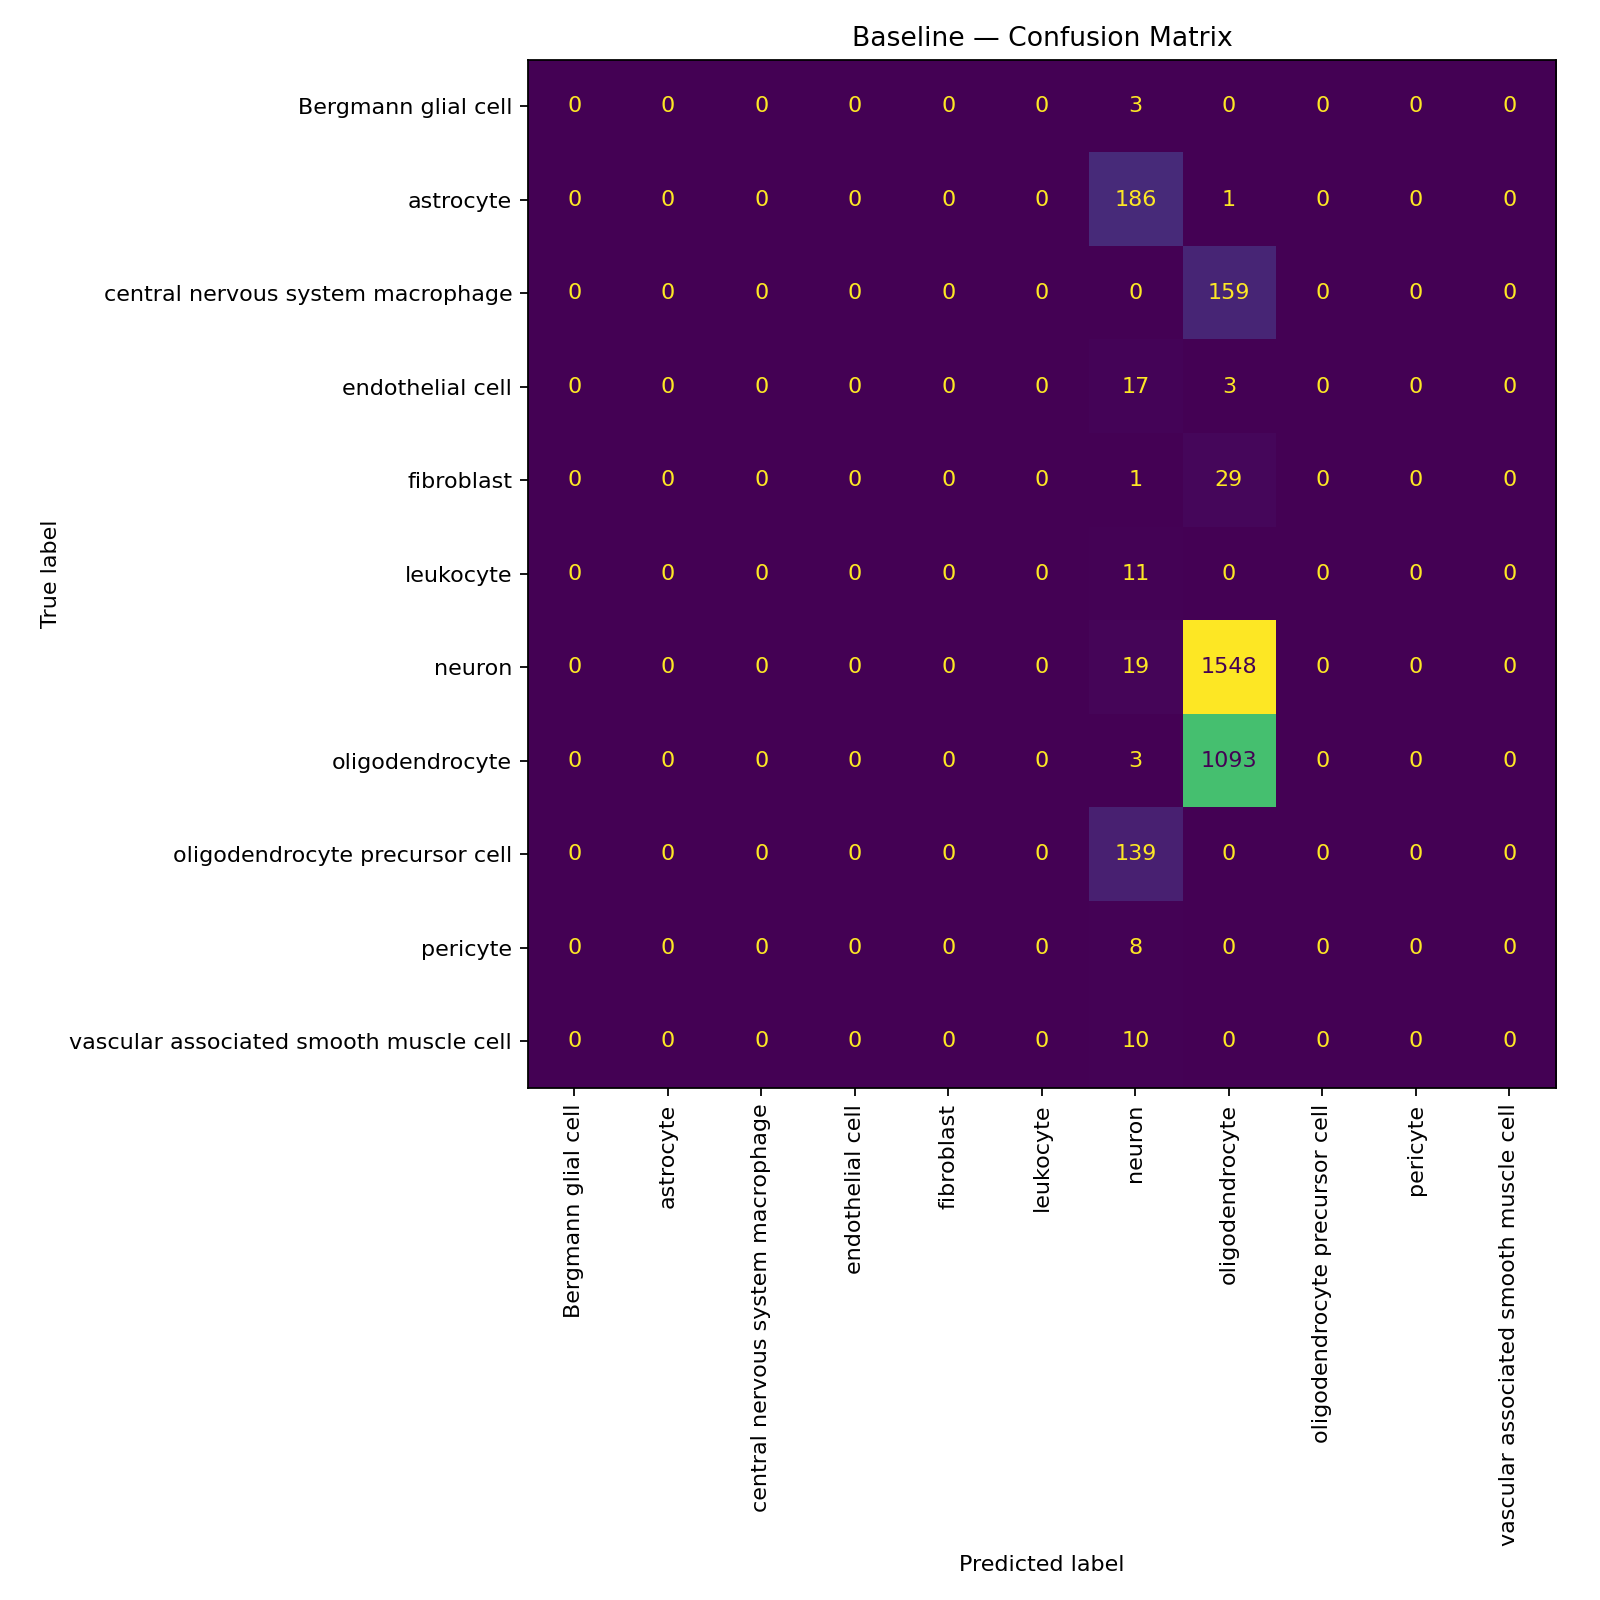 Baseline — Confusion Matrix
True label
Bergmann glial cell 0 0 0 0 0 0 3 0 0 0 0
astrocyte 0 0 0 0 0 0 186 1 0 0 0
central nervous system macrophage 0 0 0 0 0 0 0 159 0 0 0
endothelial cell 0 0 0 0 0 0 17 3 0 0 0
fibroblast 0 0 0 0 0 0 1 29 0 0 0
leukocyte 0 0 0 0 0 0 11 0 0 0 0
neuron 0 0 0 0 0 0 19 1548 0 0 0
oligodendrocyte 0 0 0 0 0 0 3 1093 0 0 0
oligodendrocyte precursor cell 0 0 0 0 0 0 139 0 0 0 0
pericyte 0 0 0 0 0 0 8 0 0 0 0
vascular associated smooth muscle cell 0 0 0 0 0 0 10 0 0 0 0
Bergmann glial cell
astrocyte
central nervous system macrophage
endothelial cell
fibroblast
leukocyte
neuron
oligodendrocyte
oligodendrocyte precursor cell
pericyte
vascular associated smooth muscle cell
Predicted label